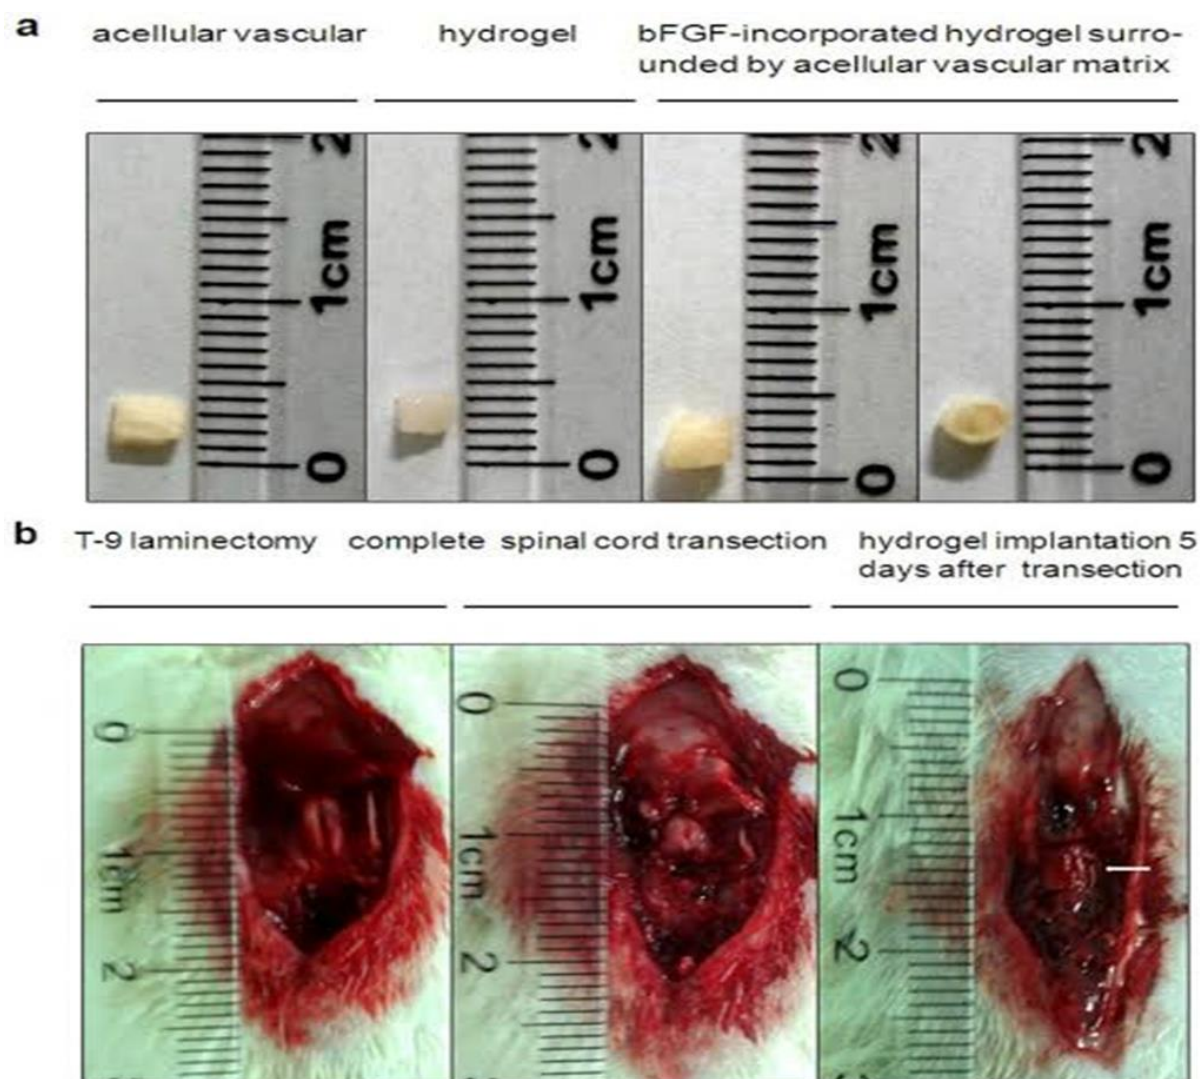 a
acellular vascular
hydrogel
bFGF-incorporated hydrogel surro-
unded by acellular vascular matrix
2
1cm
0
2
1cm
0
2
1cm
0
2
1cm
0
b
T-9 laminectomy
complete spinal cord transection
hydrogel implantation 5
days after transection
0
1cm
2
0
1cm
2
0
1cm
2